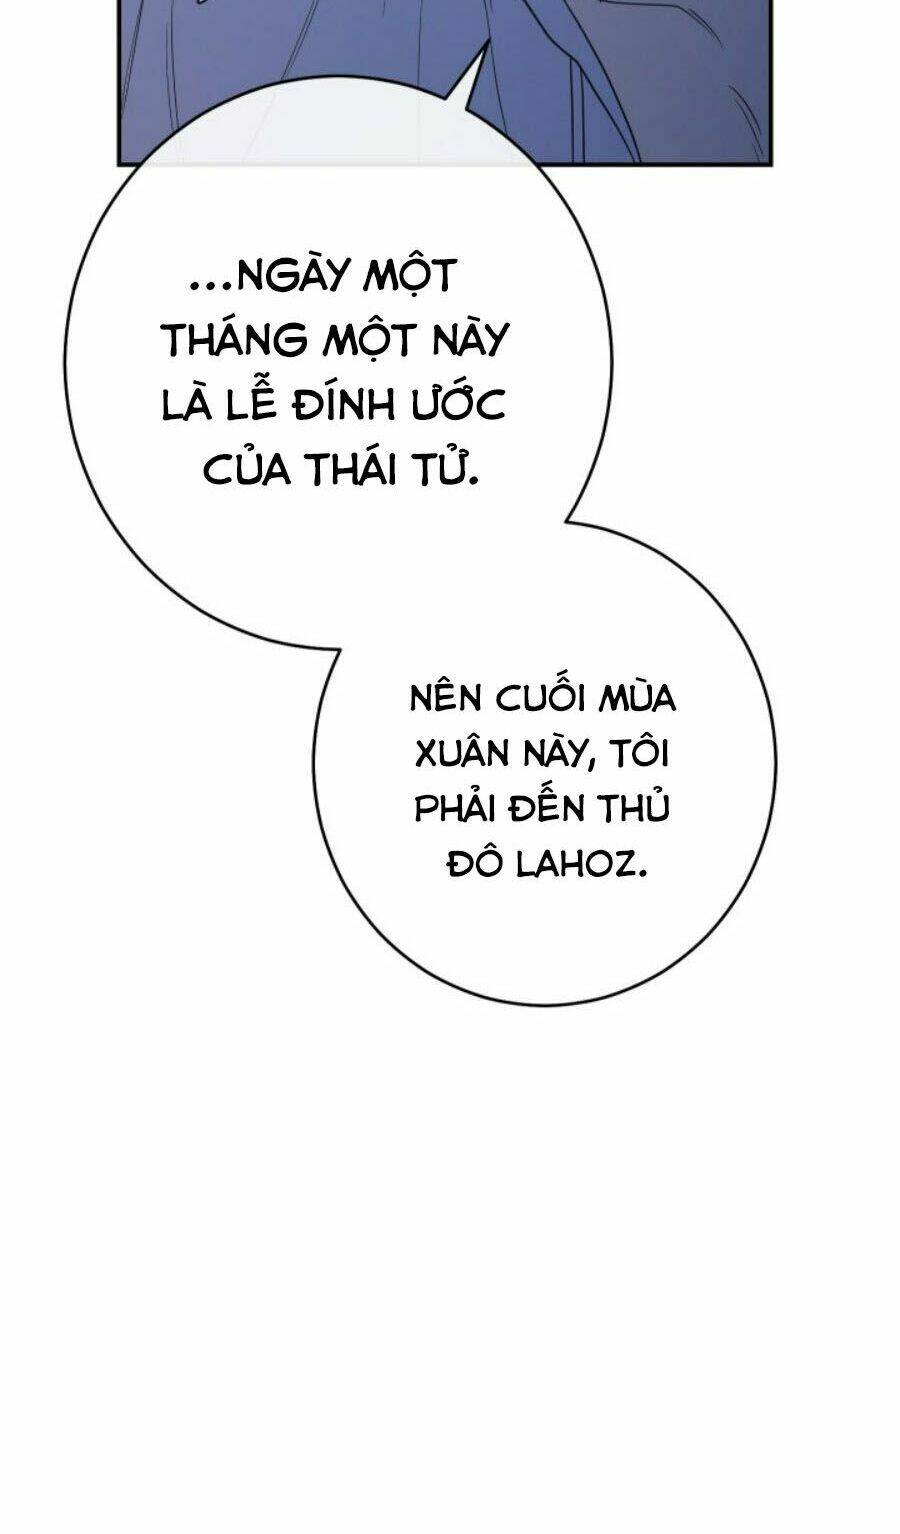 ...NGÀY MỘT
THÁNG MỘT NÀY
LÀ LỄ ĐÍNH ƯỚC
CỦA THÁI TỬ.
NÊN CUỐI MÙA
XUÂN NÀY, TÔI
PHẢI ĐẾN THỦ
ĐÔ LAHOZ.